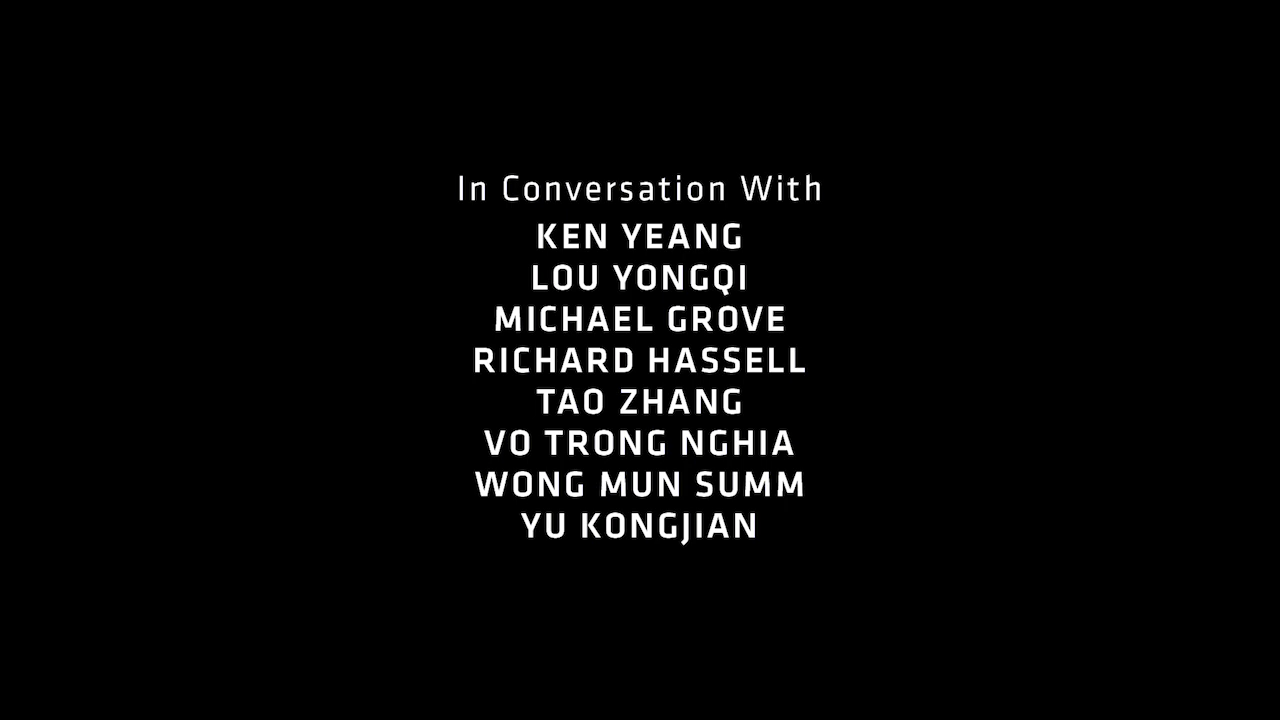 In Conversation With
KEN YEANG
LOU YONGQI
MICHAEL GROVE
RICHARD HASSELL
TAO ZHANG
VO TRONG NGHIA
WONG MUN SUMM
YU KONGJIAN